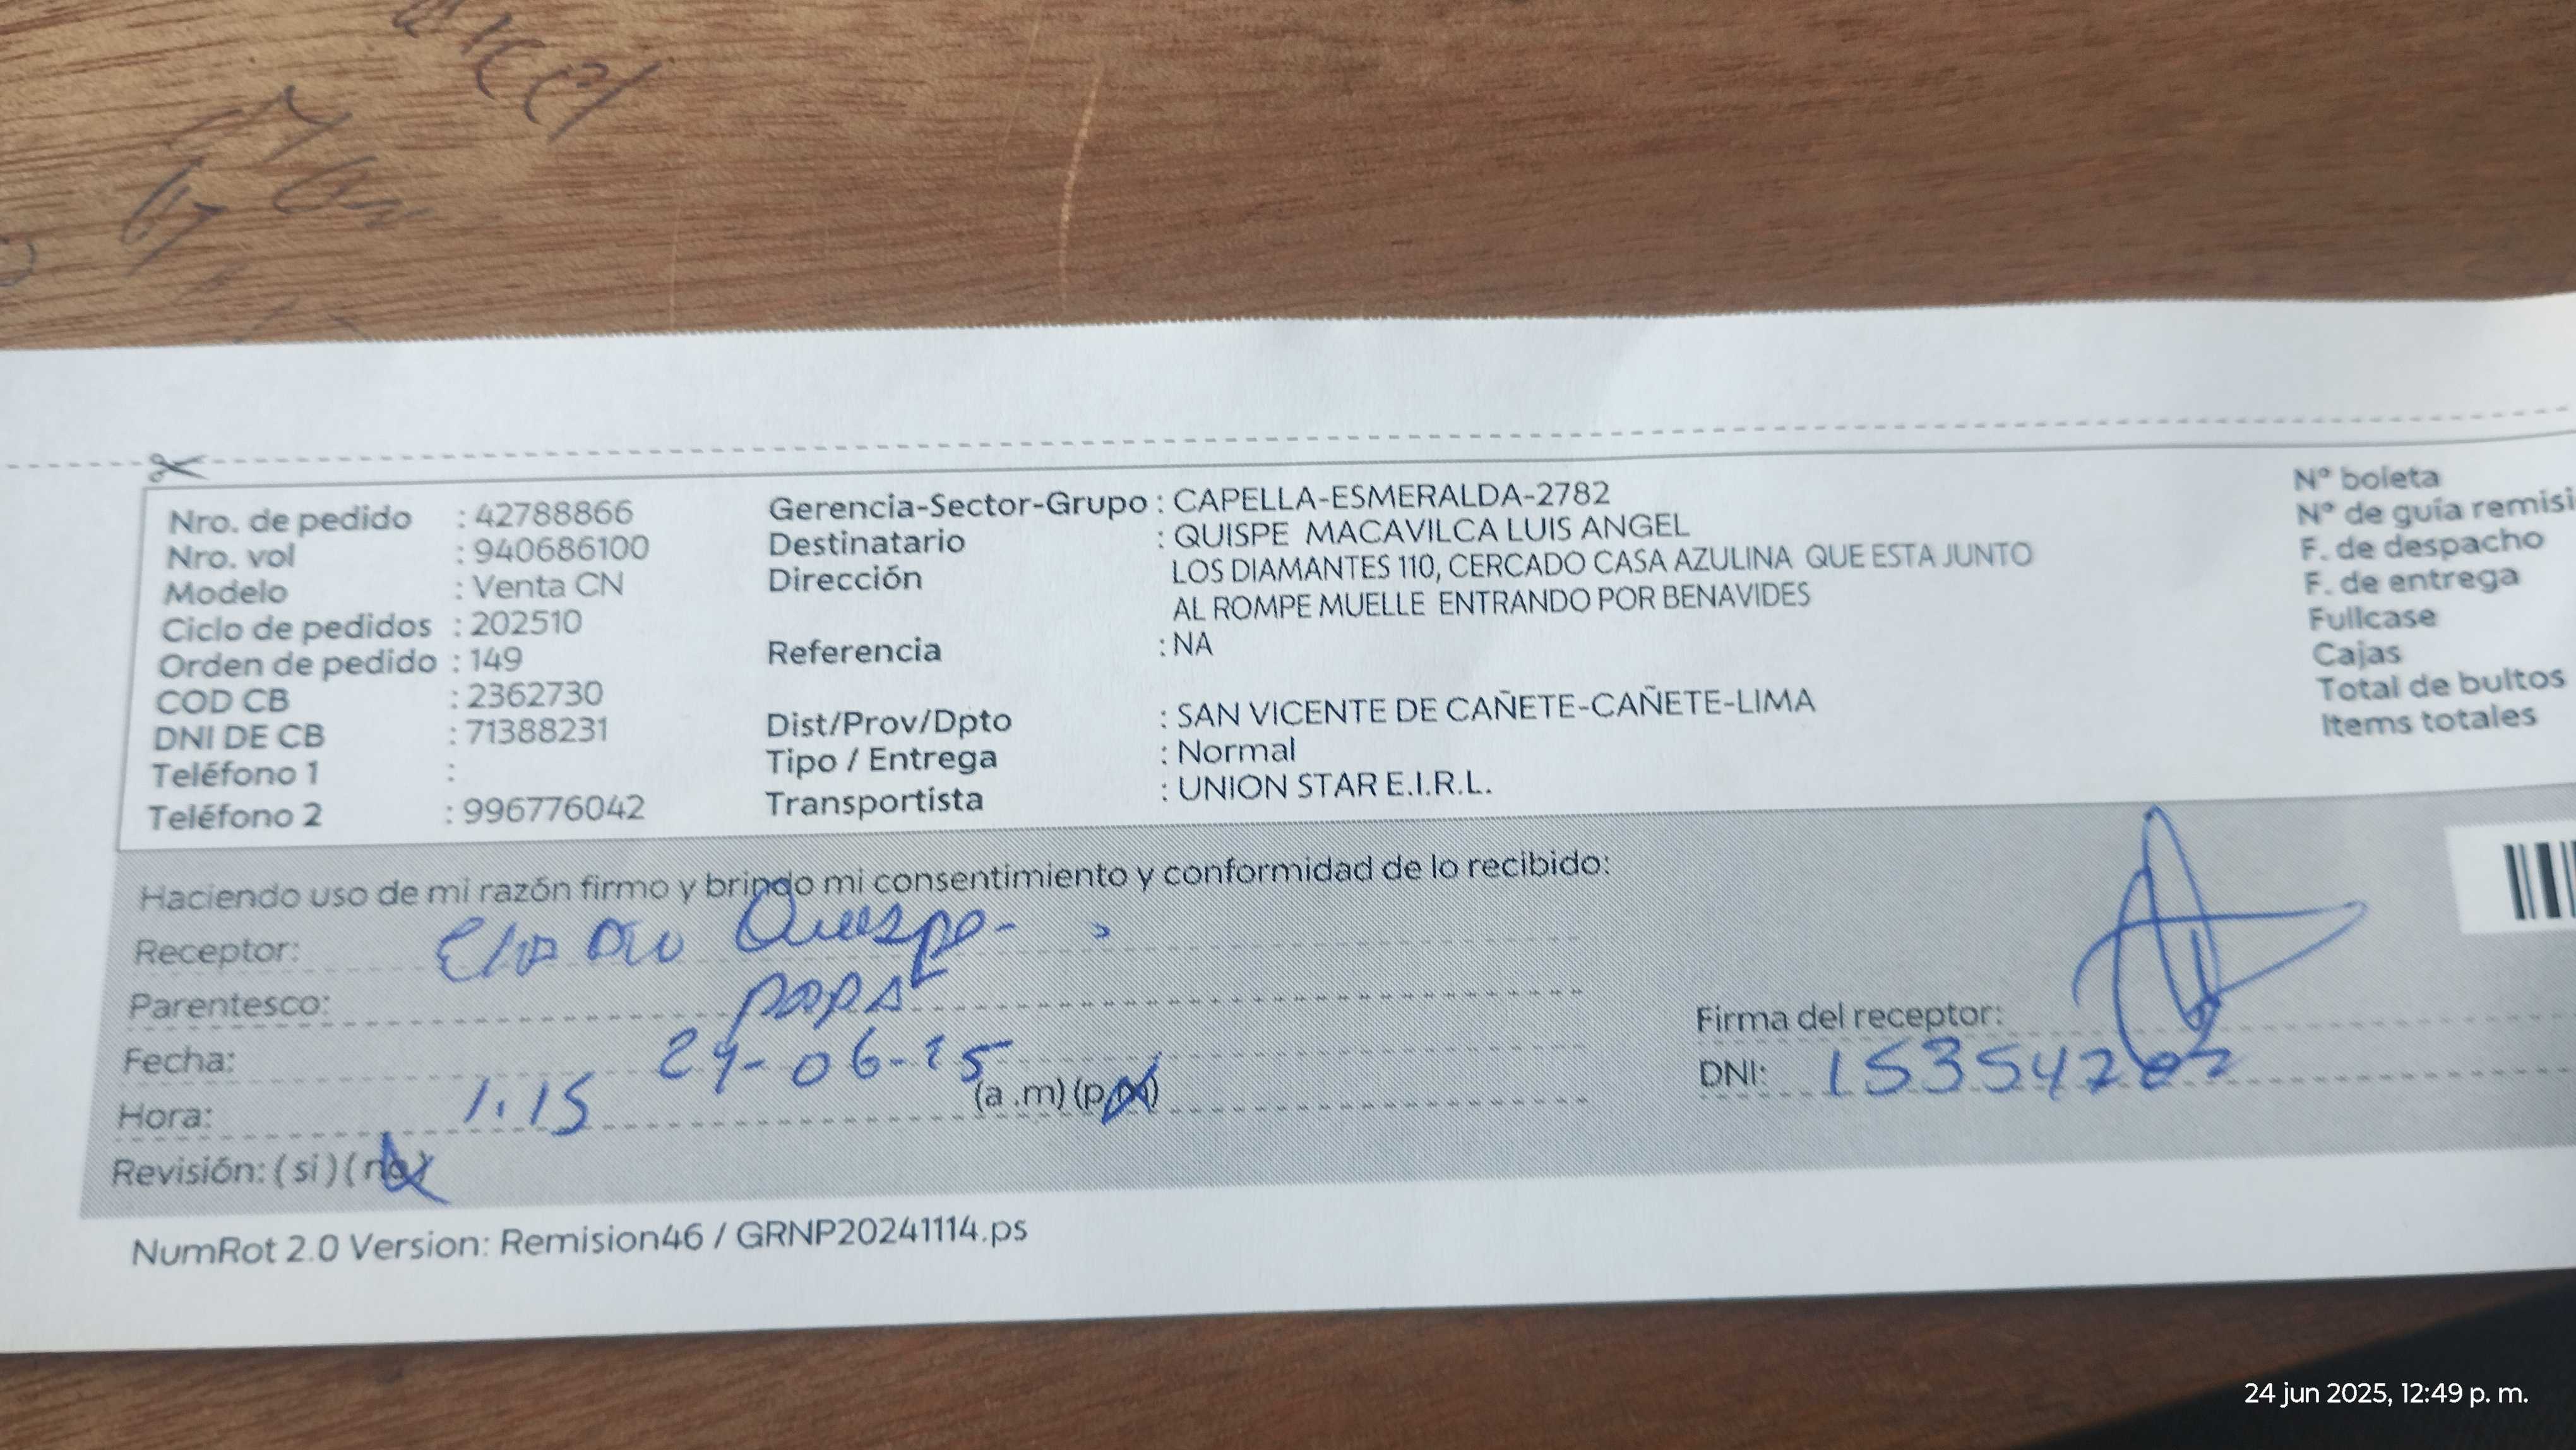 Nro. de pedido : 42788866
Nro. vol : 940686100
Modelo : Venta CN
Ciclo de pedidos : 202510
Orden de pedido : 149
COD CB : 2362730
DNI DE CB : 71388231
Teléfono 1 :
Teléfono 2 : 996776042
Gerencia-Sector-Grupo : CAPELLA-ESMERALDA-2782
Destinatario : QUISPE MACAVILCA LUIS ANGEL
Dirección LOS DIAMANTES 110, CERCADO CASA AZULINA QUE ESTA JUNTO
AL ROMPE MUELLE ENTRANDO POR BENAVIDES
Referencia : NA
Dist/Prov/Dpto : SAN VICENTE DE CAÑETE-CAÑETE-LIMA
Tipo / Entrega : Normal
Transportista : UNION STAR E.I.R.L.
Nº boleta
Nº de guía remisi
F. de despacho
F. de entrega
Fullcase
Cajas
Total de bultos
Items totales
Haciendo uso de mi razón firmo y brindo mi consentimiento y conformidad de lo recibido:
Receptor: Quispe
Parentesco: PAPA
Fecha: 24-06-25
Hora: 1.15 (a.m) (p.m)
Revisión: (si) (no)
Firma del receptor:
DNI:
NumRot 2.0 Version: Remision46 / GRNP20241114.ps
24 jun 2025, 12:49 p. m.